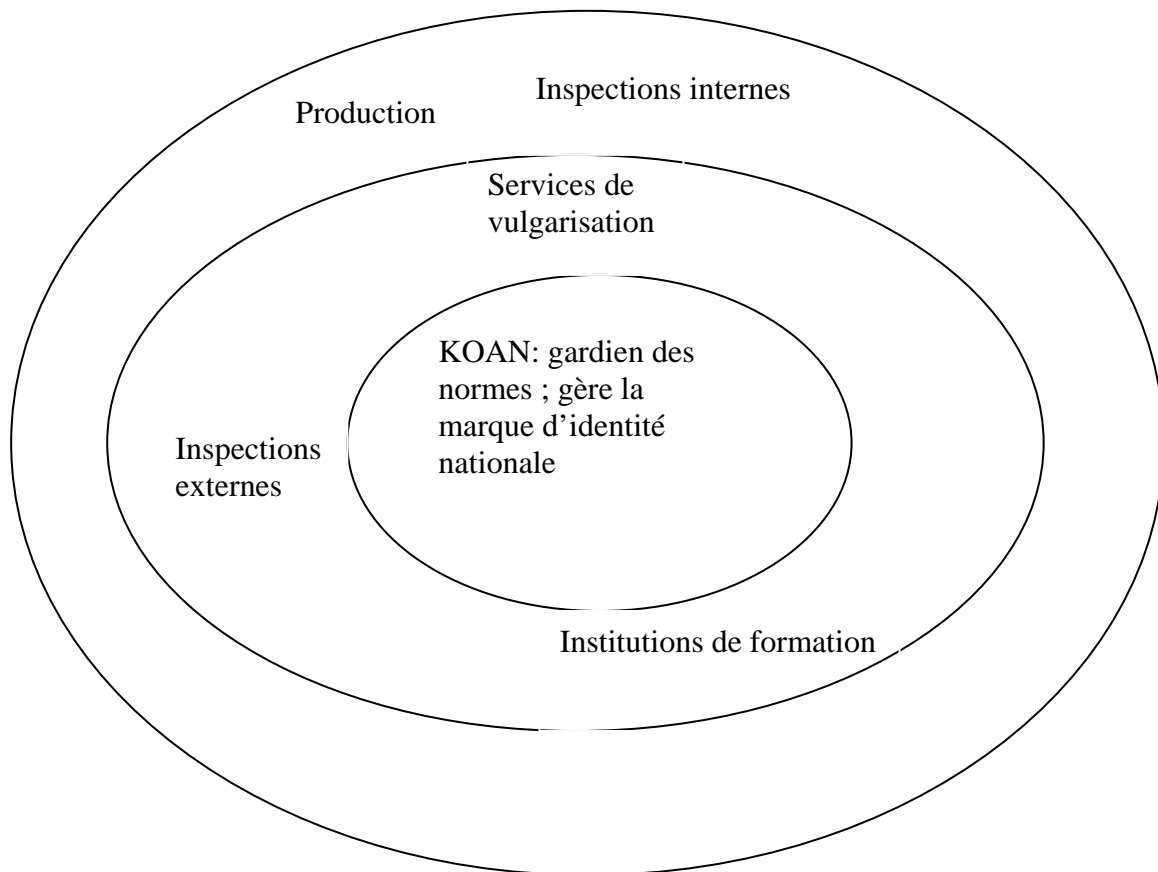 Production
Inspections internes
Services de
vulgarisation
KOAN: gardien des
normes ; gère la
marque d’identité
nationale
Inspections
externes
Institutions de formation